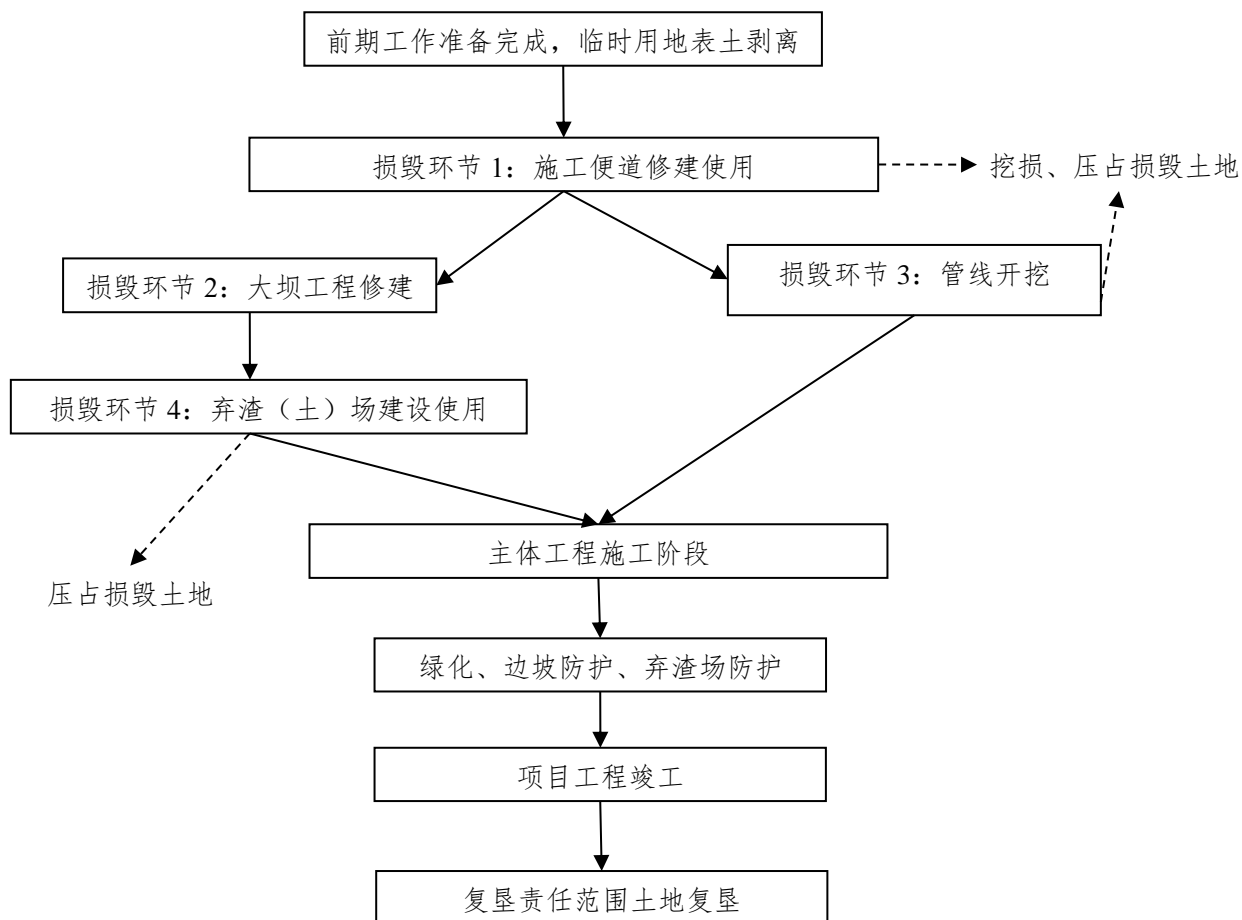 前期工作准备完成，临时用地表土剥离
损毁环节 1：施工便道修建使用
挖损、压占损毁土地
损毁环节 2：大坝工程修建
损毁环节 3：管线开挖
损毁环节 4：弃渣（土）场建设使用
主体工程施工阶段
压占损毁土地
绿化、边坡防护、弃渣场防护
项目工程竣工
复垦责任范围土地复垦